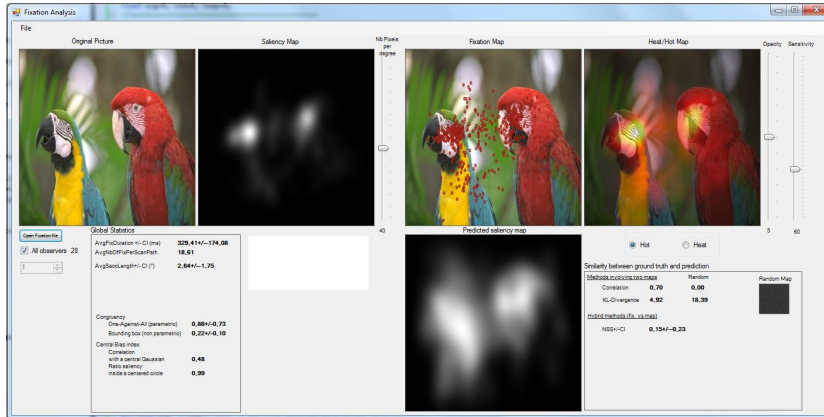 Fixation Analysis
File
Original Picture
Saliency Map
Nb Pixels
per
degree
Fixation Map
Heat/Hot Map
Opacity Sensitivity
40
5 60
Open Fixation file
All observers 28
1
Global Statistics
AvgFixDuration +/- CI (ms) 329,41+/—174,08
AvgNbOfFixPerScanPath 18,61
AvgSaccLength+/- CI (°) 2,64+/—1,75
Congruency
One-Against-All (parametric) 0,88+/-0,73
Bounding box (non parametric) 0,22+/-0,10
Central Bias index
Correlation
with a central Gaussian 0,48
Ratio saliency
inside a centered circle 0,99
Predicted saliency map
Hot Heat
Similarity between ground truth and prediction
Methods involving two maps Random
Correlation 0,70 0,00
KL-Divergence 4,92 18,39
Hybrid methods (fix. vs map)
NSS+/-CI 0,15+/—0,23
Random Map